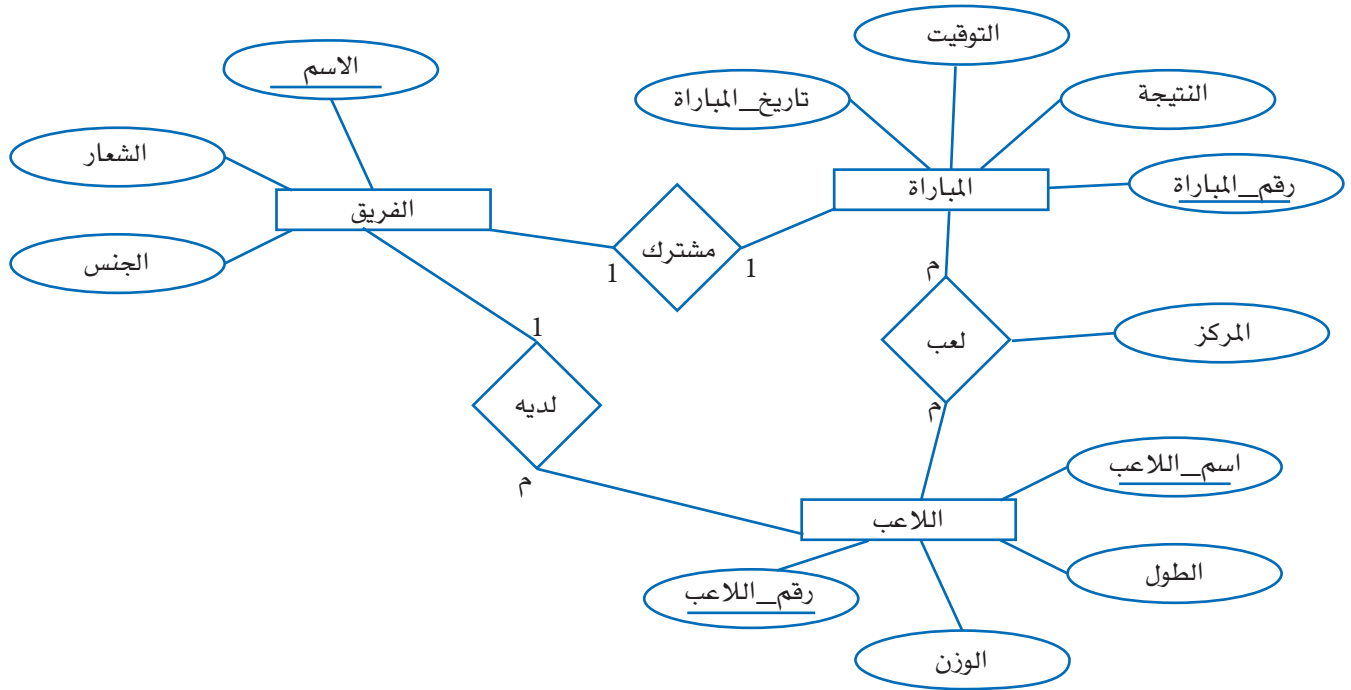 التوقيت
الاسم
تاريخ_المباراة
النتيجة
الشعار
المباراة
رقم_المباراة
الفريق
مشترك
1
1
الجنس
م
1
لعب
المركز
لديه
م
م
اسم_اللاعب
اللاعب
الطول
رقم_اللاعب
الوزن